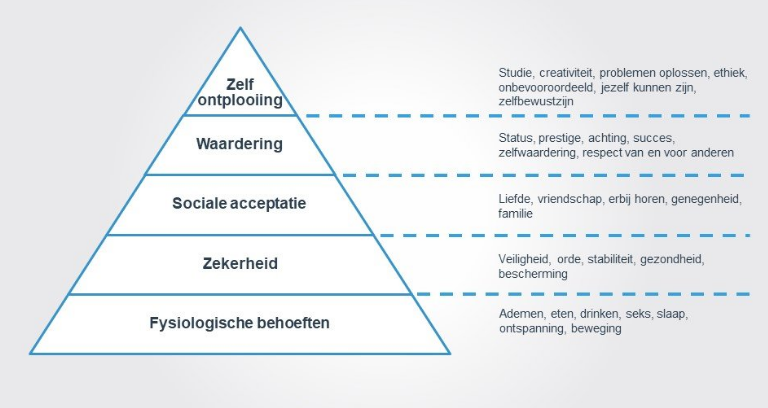 Zelf
ontplooiing
Studie, creativiteit, problemen oplossen, ethiek,
onbevooroordeeld, jezelf kunnen zijn,
zelfbewustzijn
Waardering
Status, prestige, achting, succes,
zelfwaardering, respect van en voor anderen
Sociale acceptatie
Liefde, vriendschap, erbij horen, genegenheid,
familie
Zekerheid
Veiligheid, orde, stabiliteit, gezondheid,
bescherming
Fysiologische behoeften
Ademen, eten, drinken, seks, slaap,
ontspanning, beweging